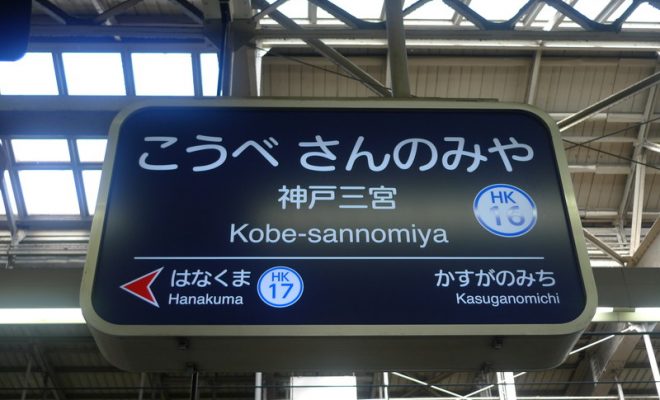 こうべ さんのみや
神戸三宮
HK
16
Kobe-sannomiya
はなくま
Hanakuma
HK
17
かすがのみち
Kasuganomichi